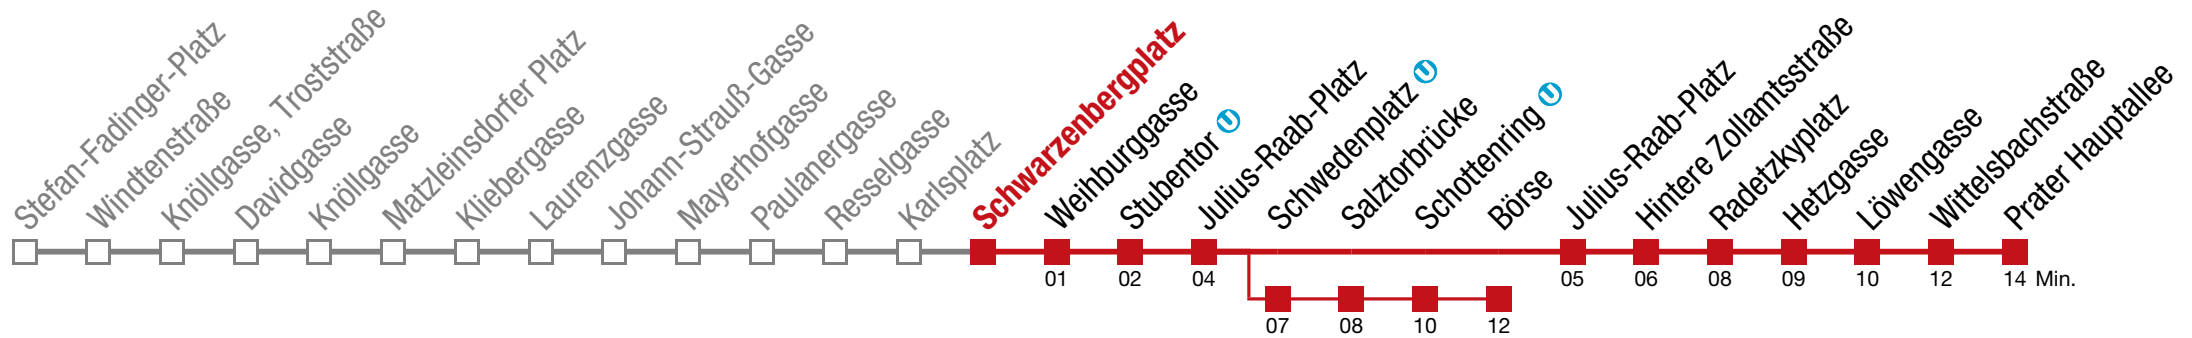 Stefan-Fadinger-Platz
Windtenstraße
Knöllgasse, Troststraße
Davidgasse
Knöllgasse
Matzleinsdorfer Platz
Kliebergasse
Laurenzgasse
Johann-Strauß-Gasse
Mayerhofgasse
Paulanergasse
Resselgasse
Karlsplatz
Schwarzenbergplatz
Weihburggasse
Stubentor U
Julius-Raab-Platz
Schwedenplatz U
Salztorbrücke
Schottenring U
Börse
Julius-Raab-Platz
Hintere Zollamtsstraße
Radetzkyplatz
Hetzgasse
Löwengasse
Wittelsbachstraße
Prater Hauptallee
01 02 04 05 06 08 09 10 12 14 Min.
07 08 10 12